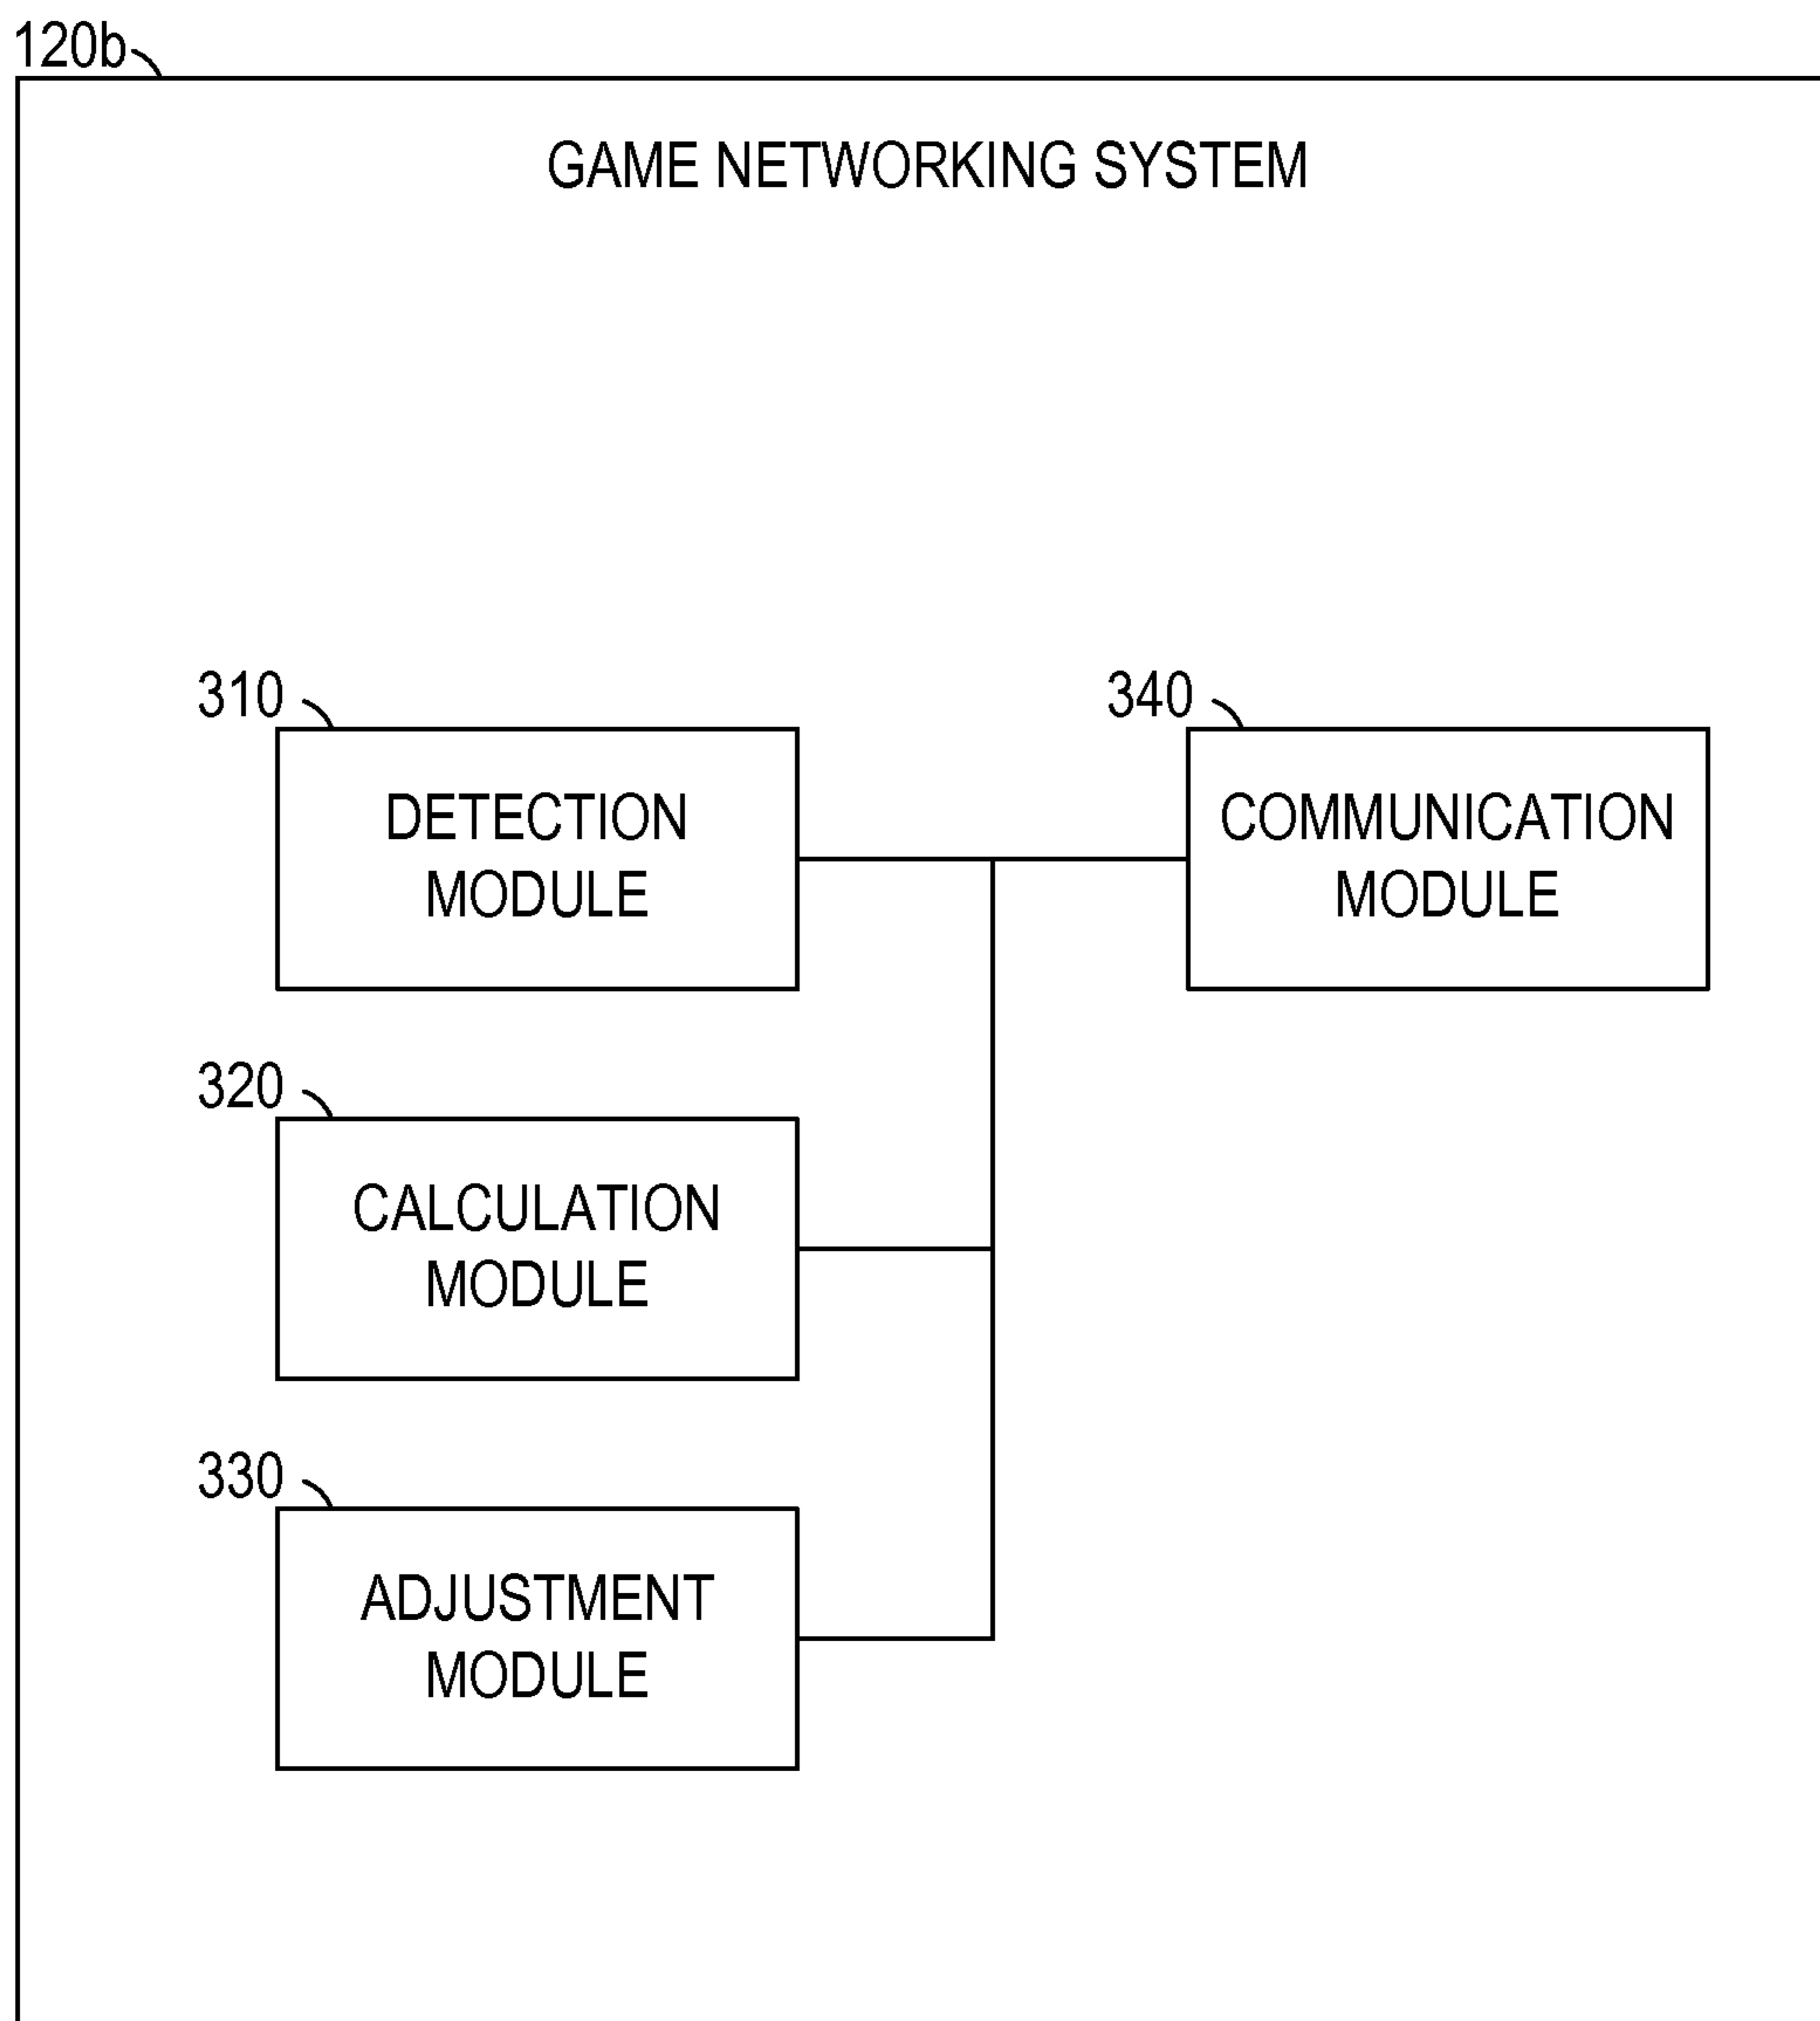 120b
GAME NETWORKING SYSTEM
310
DETECTION
MODULE
340
COMMUNICATION
MODULE
320
CALCULATION
MODULE
330
ADJUSTMENT
MODULE